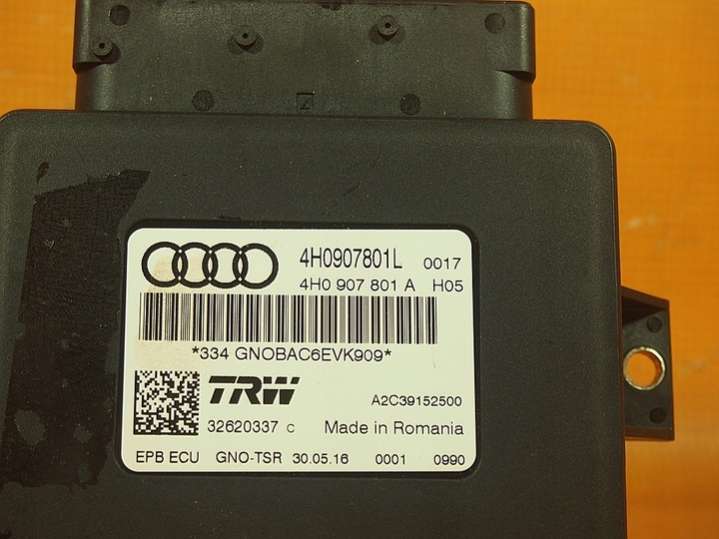 4H0907801L 0017
4H0 907 801 A H05
*334 GNOBAC6EVK909*
TRW A2C39152500
32620337 C Made in Romania
EPB ECU GNO-TSR 30.05.16 0001 0990